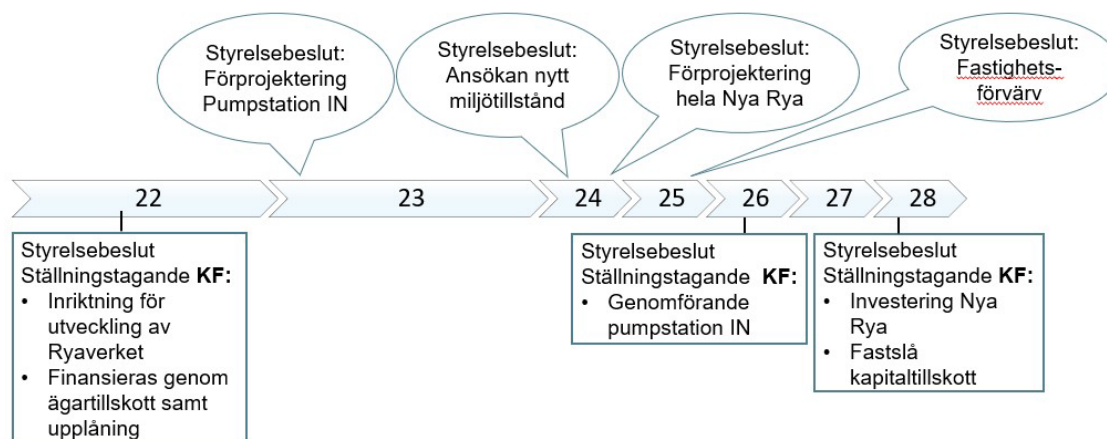 Styrelsebeslut:
Förprojektering
Pumpstation IN
Styrelsebeslut:
Ansökan nytt
miljötillstånd
Styrelsebeslut:
Förprojektering
hela Nya Rya
Styrelsebeslut:
Fastighets-
förvärv
22
23
24
25
26
27
28
Styrelsebeslut
Ställningstagande KF:
• Inriktning för
utveckling av
Ryaverket
• Finansieras genom
ägartillskott samt
upplåning
Styrelsebeslut
Ställningstagande KF:
• Genomförande
pumpstation IN
Styrelsebeslut
Ställningstagande KF:
• Investering Nya
Rya
• Fastslå
kapitaltillskott